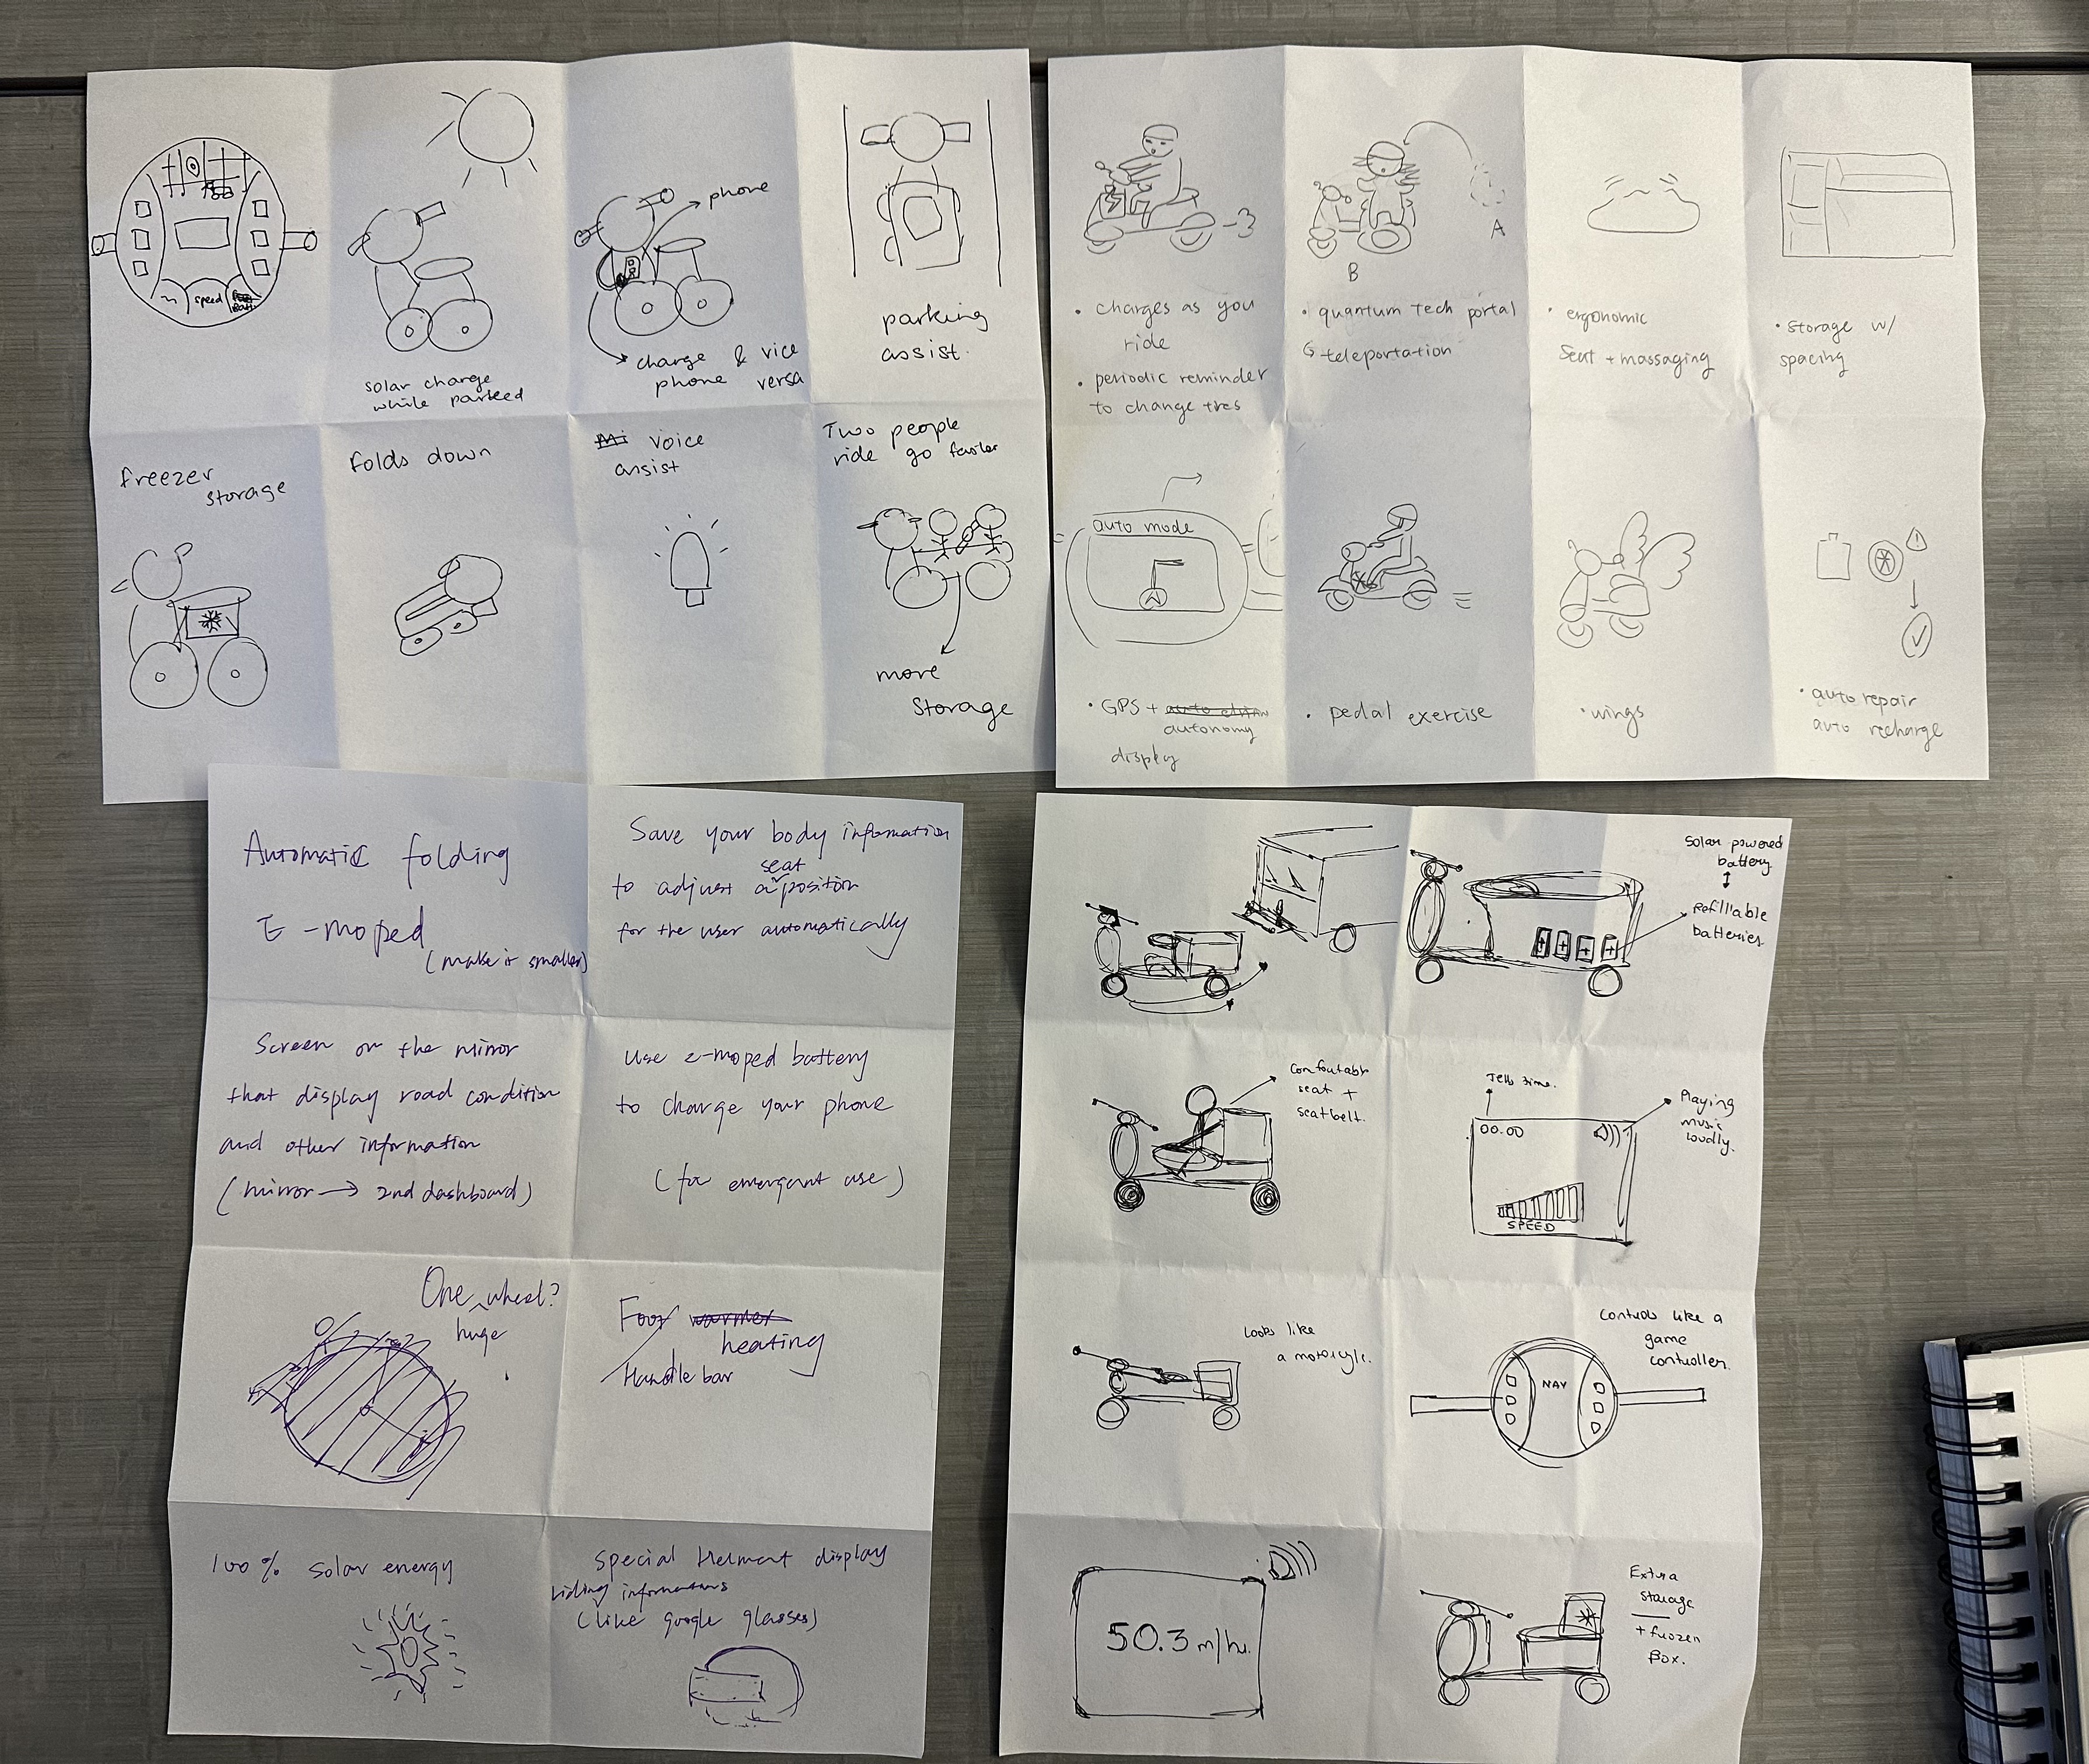 speed
solar charge
while parked
phone
charge & vice
phone versa
parking
assist.
freezer
storage
Folds down
voice
assist
Two people
ride go faster
more
storage
• charges as you
ride
• periodic reminder
to change tires
A
B
• quantum tech portal
teleportation
• ergonomic
seat + massaging
• storage w/
spacing
auto mode
• GPS +
autonomy
display
• pedal exercise
• wings
• auto repair
auto recharge
Automatic folding
E-moped
(make it smaller)
Save your body information
seat
to adjust a position
for the user automatically
Screen on the mirror
that display road condition
and other information
(mirror → 2nd dashboard)
Use e-moped battery
to charge your phone
(for emergent use)
One wheel?
huge
Foot
heating
Handle bar
100% solar energy
Special Helment display
riding informations
(like google glasses)
Solar powered
battery
↕
Refillable
batteries
Comfortable
seat +
seatbelt.
Tells time.
00.00
SPEED
Playing
music
loudly.
Looks like
a motorcycle.
Controls like a
game
controller.
NAV
50.3 m/hr.
Extra
storage
+ frozen
Box.